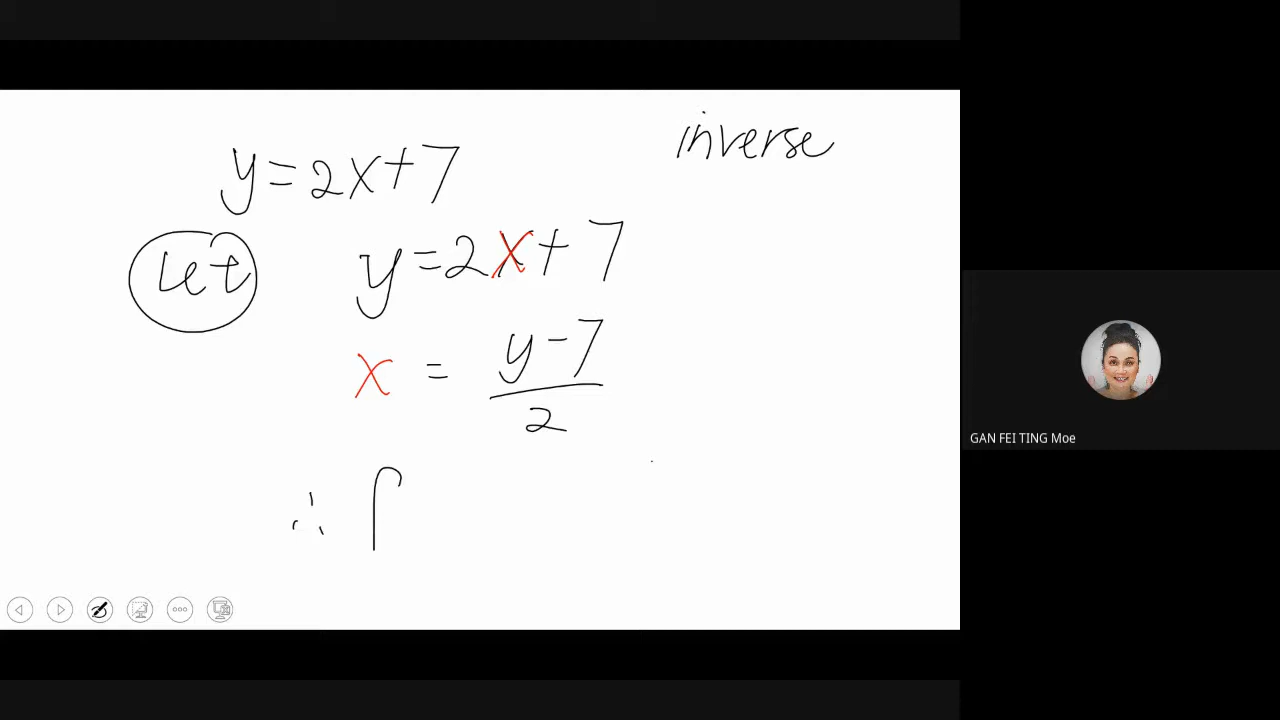 inverse
y=2x+7
Let y=2x+7
x = (y-7)/2
∴ f
GAN FEI TING Moe